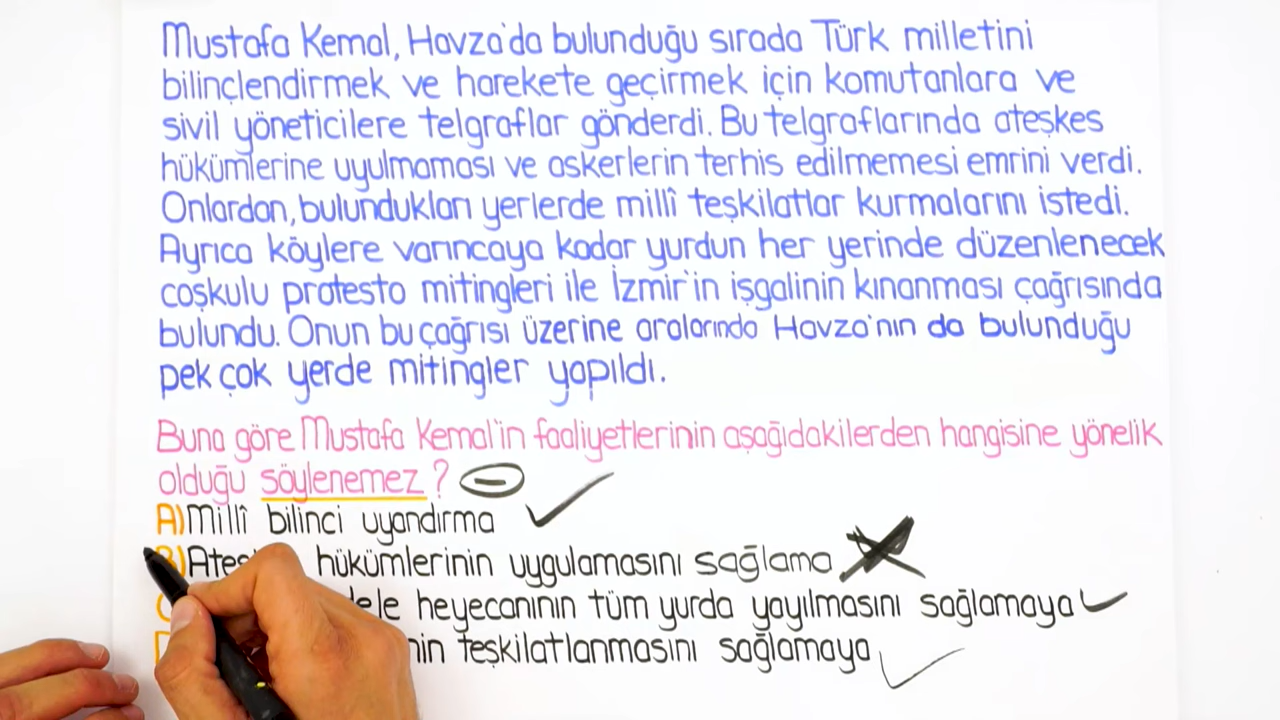 Mustafa Kemal, Havza'da bulunduğu sırada Türk milletini
bilinçlendirmek ve harekete geçirmek için komutanlara ve
sivil yöneticilere telgraflar gönderdi. Bu telgraflarında ateşkes
hükümlerine uyulmaması ve askerlerin terhis edilmemesi emrini verdi.
Onlardan, bulundukları yerlerde millî teşkilatlar kurmalarını istedi.
Ayrıca köylere varıncaya kadar yurdun her yerinde düzenlenecek
coşkulu protesto mitingleri ile İzmir'in işgalinin kınanması çağrısında
bulundu. Onun bu çağrısı üzerine aralarında Havza'nın da bulunduğu
pek çok yerde mitingler yapıldı.
Buna göre Mustafa Kemal'in faaliyetlerinin aşağıdakilerden hangisine yönelik
olduğu söylenemez?
A) Millî bilinci uyandırma
B) hükümlerinin uygulamasını sağlama
heyecanının tüm yurda yayılmasını sağlamaya
teşkilatlanmasını sağlamaya